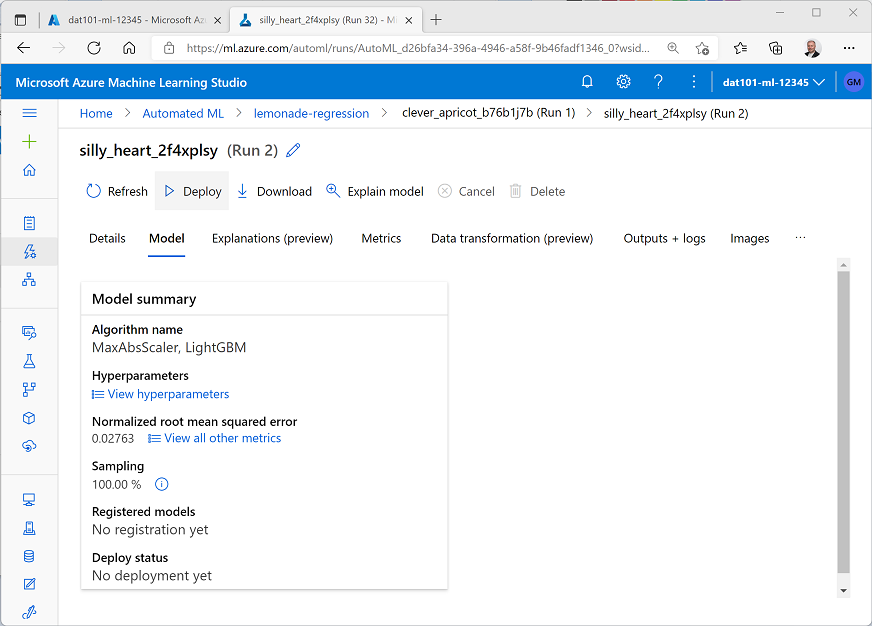 dat101-ml-12345 - Microsoft Az
silly_heart_2f4xplsy (Run 32) - Mi
https://ml.azure.com/automl/runs/AutoML_d26bfa34-396a-4946-a58f-9b46fadf1346_0?wsid...
Microsoft Azure Machine Learning Studio
dat101-ml-12345
GM
Home > Automated ML > lemonade-regression > clever_apricot_b76b1j7b (Run 1) > silly_heart_2f4xplsy (Run 2)
silly_heart_2f4xplsy (Run 2)
Refresh Deploy Download Explain model Cancel Delete
Details Model Explanations (preview) Metrics Data transformation (preview) Outputs + logs Images ...
Model summary
Algorithm name
MaxAbsScaler, LightGBM
Hyperparameters
View hyperparameters
Normalized root mean squared error
0.02763 View all other metrics
Sampling
100.00 %
Registered models
No registration yet
Deploy status
No deployment yet